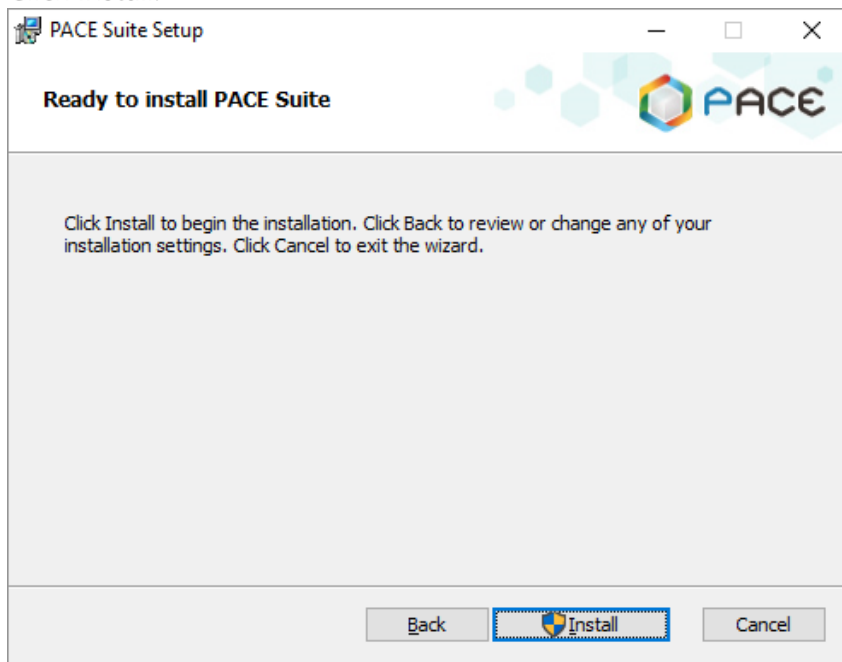 PACE Suite Setup
Ready to install PACE Suite
PACE
Click Install to begin the installation. Click Back to review or change any of your
installation settings. Click Cancel to exit the wizard.
Back
Install
Cancel